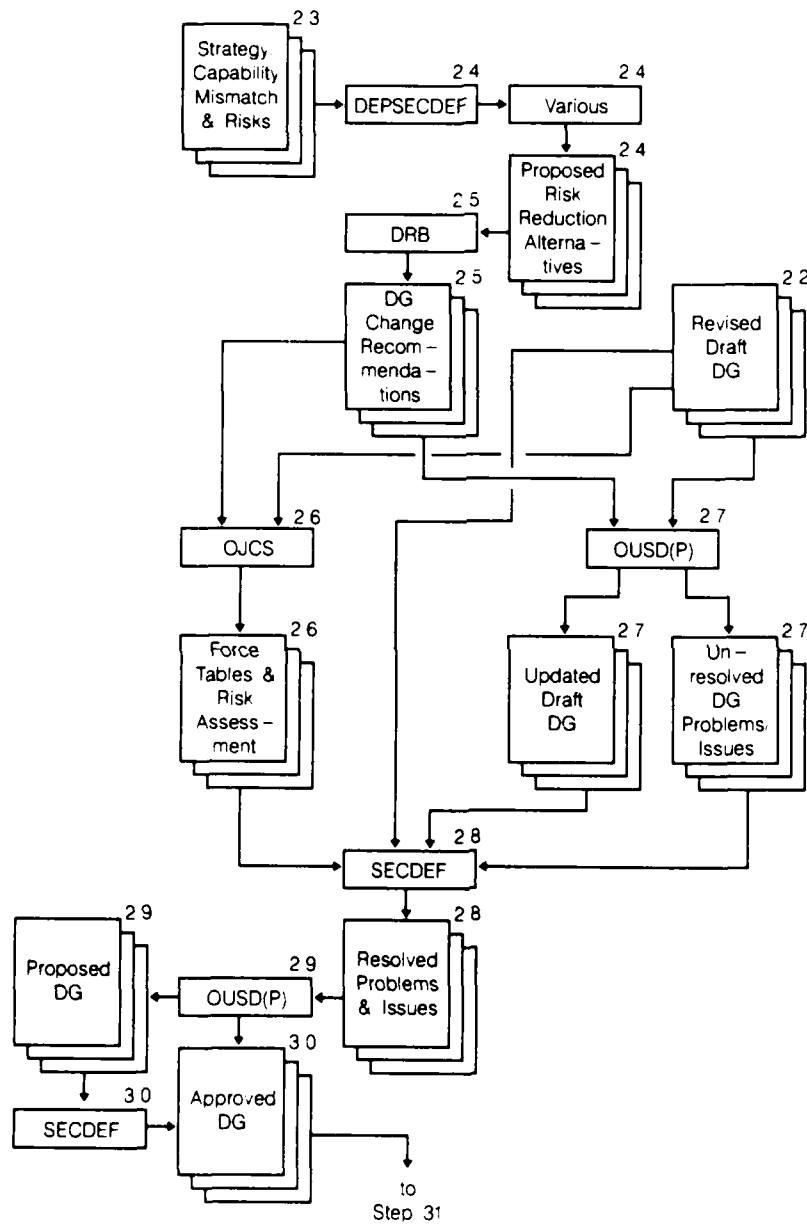 23
Strategy
Capability
Mismatch
& Risks
24
DEPSECDEF
24
Various
24
Proposed
Risk
Reduction
Alterna-
tives
25
DRB
25
DG
Change
Recom-
menda-
tions
22
Revised
Draft
DG
26
OJCS
27
OUSD(P)
26
Force
Tables &
Risk
Assess-
ment
27
Updated
Draft
DG
27
Un-
resolved
DG
Problems/
Issues
28
SECDEF
28
Resolved
Problems
& Issues
29
Proposed
DG
29
OUSD(P)
30
Approved
DG
30
SECDEF
to
Step 31